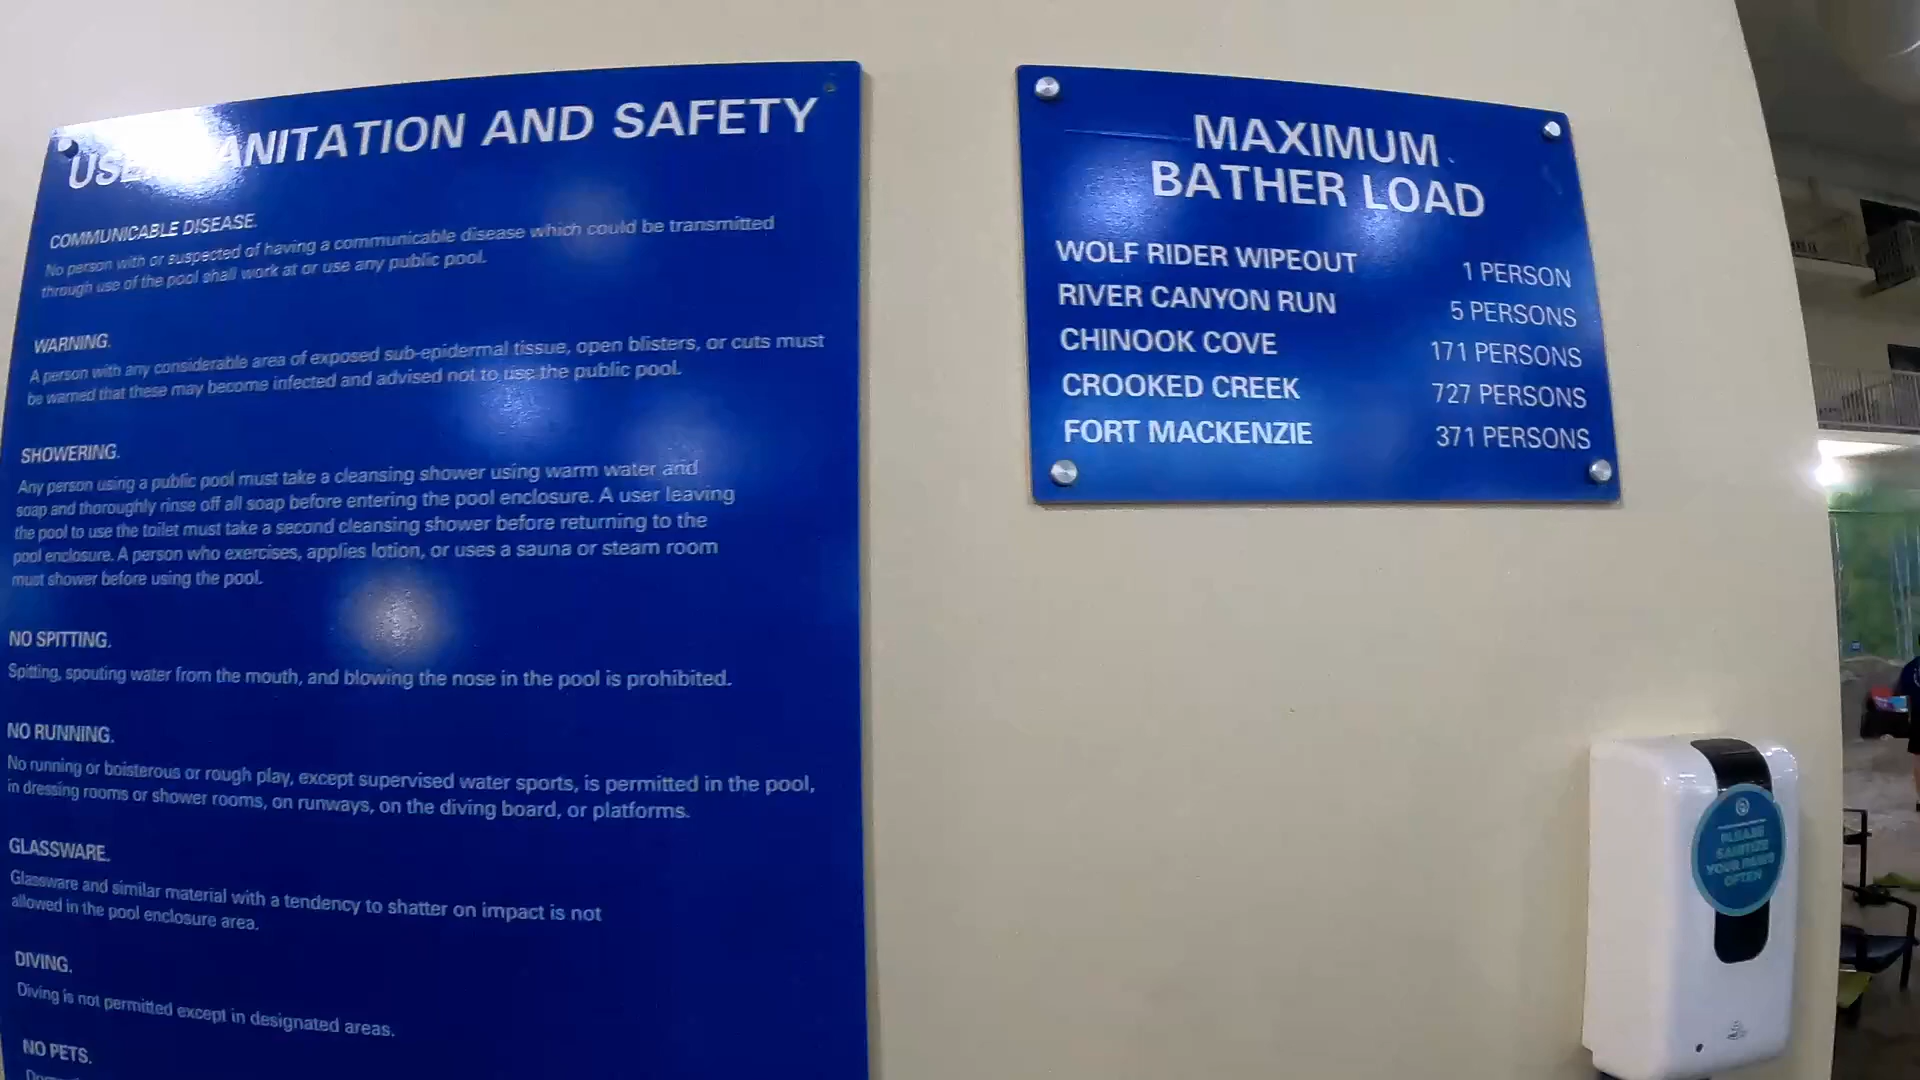 SANITATION AND SAFETY
COMMUNICABLE DISEASE.
No person with or suspected of having a communicable disease which could be transmitted
through use of the pool shall work at or use any public pool.
WARNING.
A person with any considerable area of exposed sub-epidermal tissue, open blisters, or cuts must
be warned that these may become infected and advised not to use the public pool.
SHOWERING.
Any person using a public pool must take a cleansing shower using warm water and
soap and thoroughly rinse off all soap before entering the pool enclosure. A user leaving
the pool to use the toilet must take a second cleansing shower before returning to the
pool enclosure. A person who exercises, applies lotion, or uses a sauna or steam room
must shower before using the pool.
NO SPITTING.
Spitting, spouting water from the mouth, and blowing the nose in the pool is prohibited.
NO RUNNING.
No running or boisterous or rough play, except supervised water sports, is permitted in the pool,
in dressing rooms or shower rooms, on runways, on the diving board, or platforms.
GLASSWARE.
Glassware and similar material with a tendency to shatter on impact is not
allowed in the pool enclosure area.
DIVING.
Diving is not permitted except in designated areas.
NO PETS.
MAXIMUM
BATHER LOAD
WOLF RIDER WIPEOUT 1 PERSON
RIVER CANYON RUN 5 PERSONS
CHINOOK COVE 171 PERSONS
CROOKED CREEK 727 PERSONS
FORT MACKENZIE 371 PERSONS
PLEASE
SANITIZE
YOUR PAWS
OFTEN